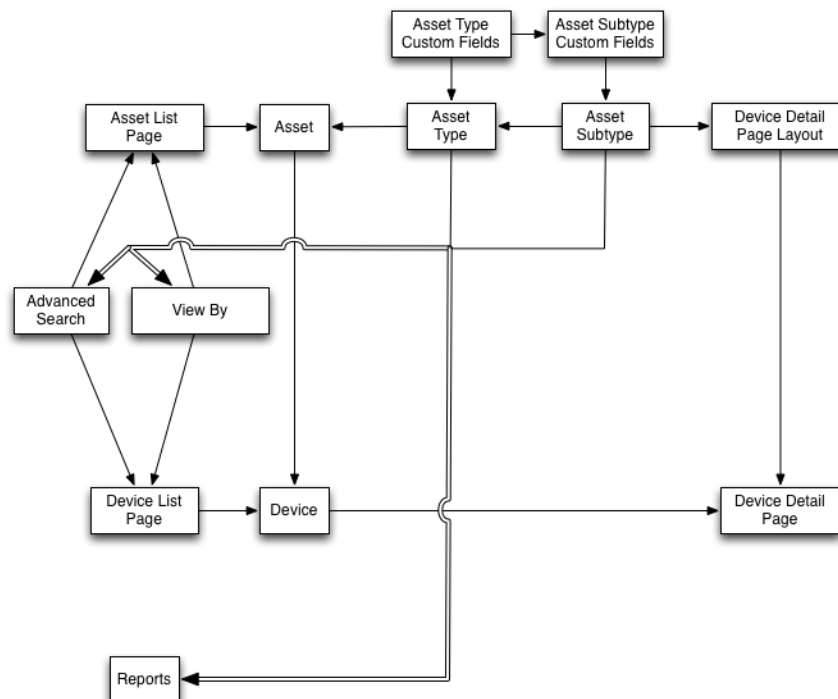 Asset Type
Custom Fields
Asset Subtype
Custom Fields
Asset List
Page
Asset
Asset
Type
Asset
Subtype
Device Detail
Page Layout
Advanced
Search
View By
Device List
Page
Device
Device Detail
Page
Reports